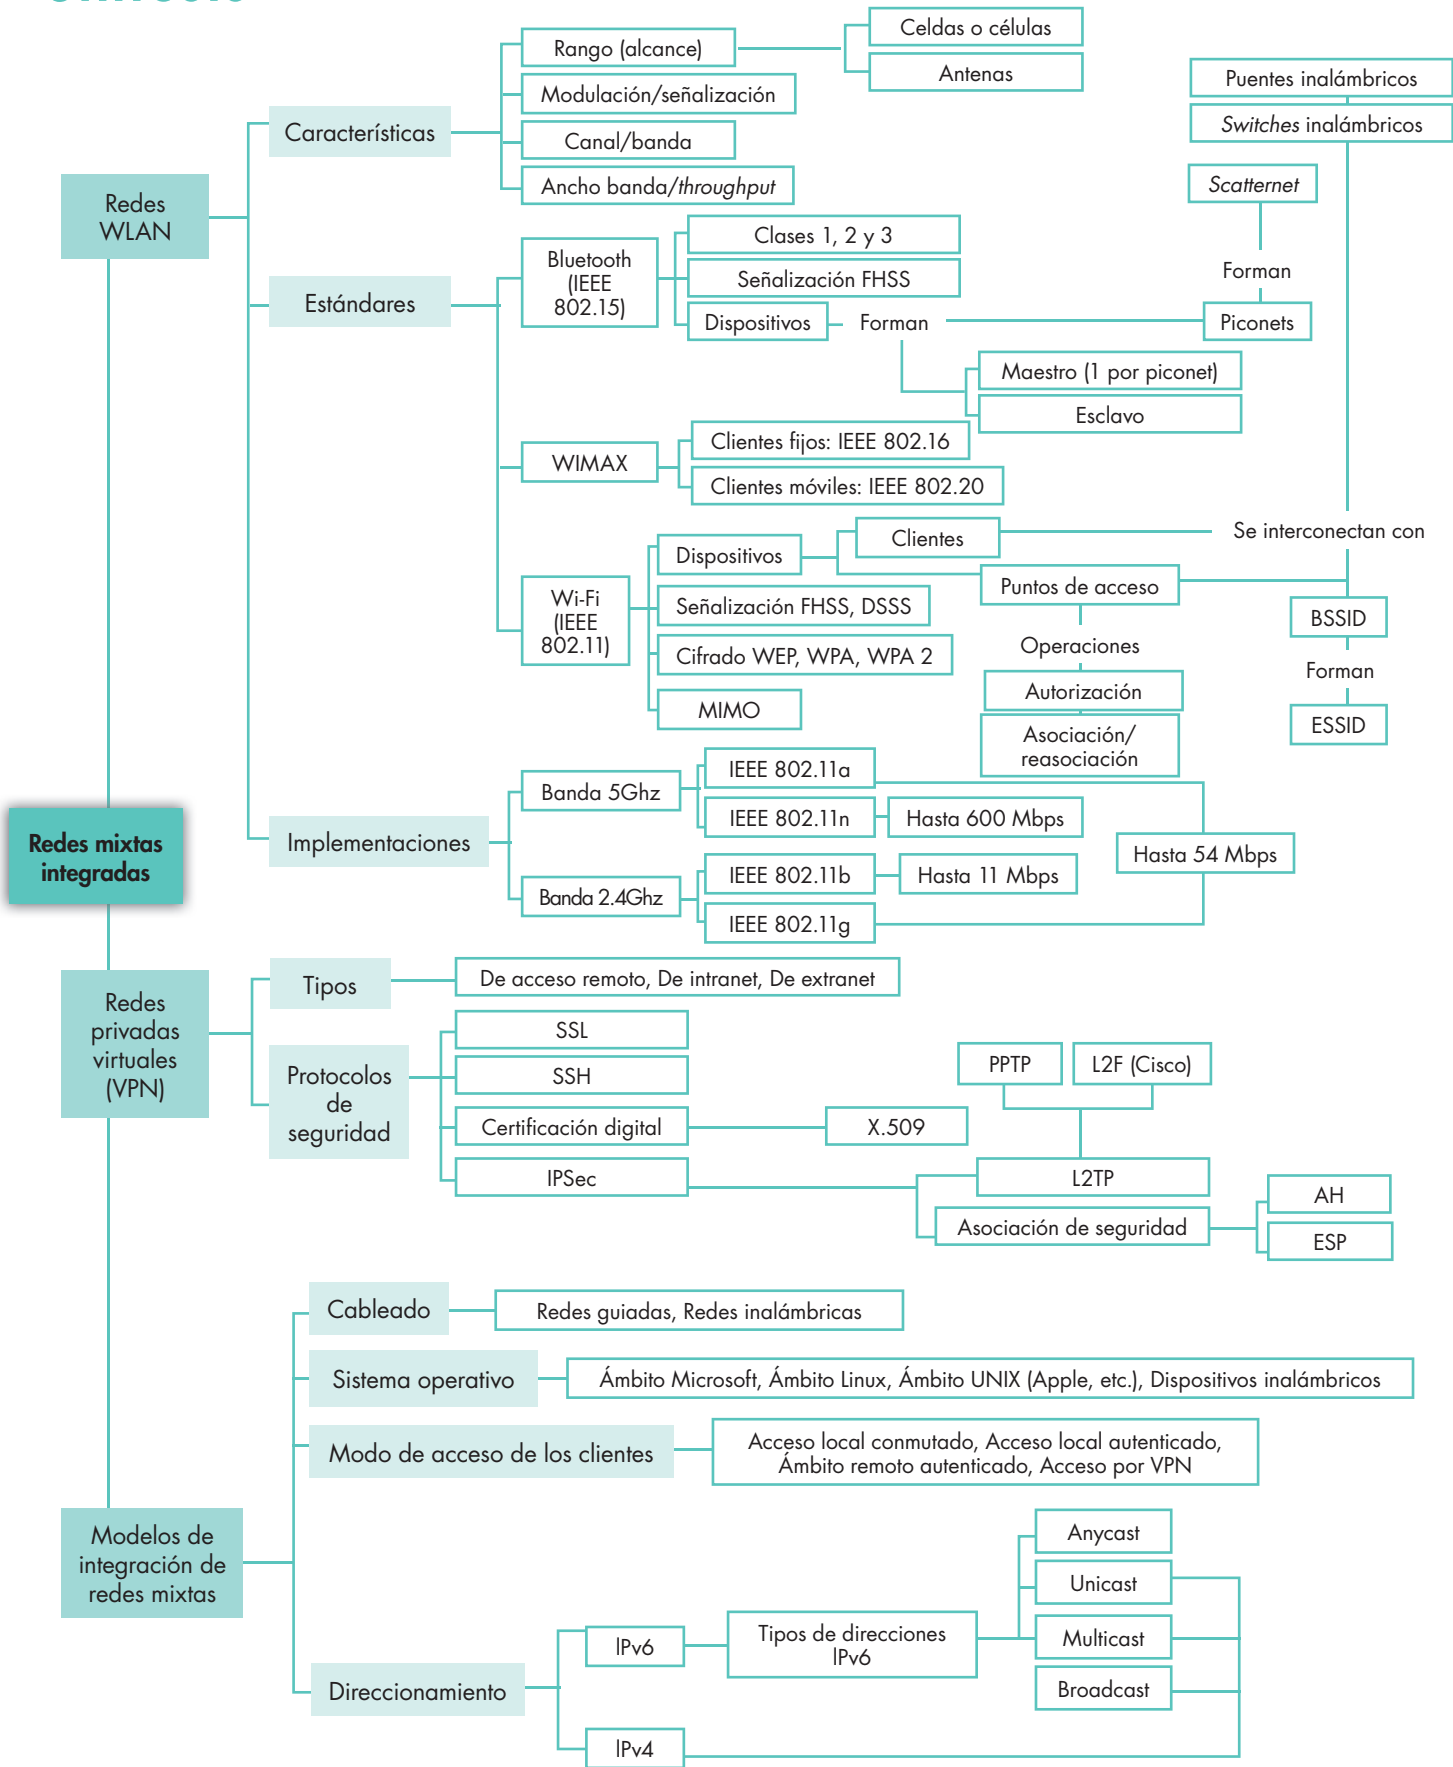 Rango (alcance)
Celdas o células
Antenas
Modulación/señalización
Canal/banda
Ancho banda/throughput
Características
Puentes inalámbricos
Switches inalámbricos
Redes
WLAN
Scatternet
Forman
Piconets
Estándares
Bluetooth
(IEEE
802.15)
Clases 1, 2 y 3
Señalización FHSS
Dispositivos
Forman
Maestro (1 por piconet)
Esclavo
WIMAX
Clientes fijos: IEEE 802.16
Clientes móviles: IEEE 802.20
Wi-Fi
(IEEE
802.11)
Dispositivos
Clientes
Se interconectan con
Puntos de acceso
Señalización FHSS, DSSS
Cifrado WEP, WPA, WPA 2
MIMO
Operaciones
Autorización
Asociación/
reasociación
BSSID
Forman
ESSID
Implementaciones
Banda 5Ghz
IEEE 802.11a
IEEE 802.11n
Hasta 600 Mbps
Hasta 54 Mbps
Banda 2.4Ghz
IEEE 802.11b
Hasta 11 Mbps
IEEE 802.11g
Redes mixtas
integradas
Redes
privadas
virtuales
(VPN)
Tipos
De acceso remoto, De intranet, De extranet
Protocolos
de
seguridad
SSL
SSH
Certificación digital
X.509
IPSec
PPTP
L2F (Cisco)
L2TP
Asociación de seguridad
AH
ESP
Modelos de
integración de
redes mixtas
Cableado
Redes guiadas, Redes inalámbricas
Sistema operativo
Ámbito Microsoft, Ámbito Linux, Ámbito UNIX (Apple, etc.), Dispositivos inalámbricos
Modo de acceso de los clientes
Acceso local conmutado, Acceso local autenticado,
Ámbito remoto autenticado, Acceso por VPN
Direccionamiento
IPv6
Tipos de direcciones
IPv6
Anycast
Unicast
Multicast
Broadcast
IPv4